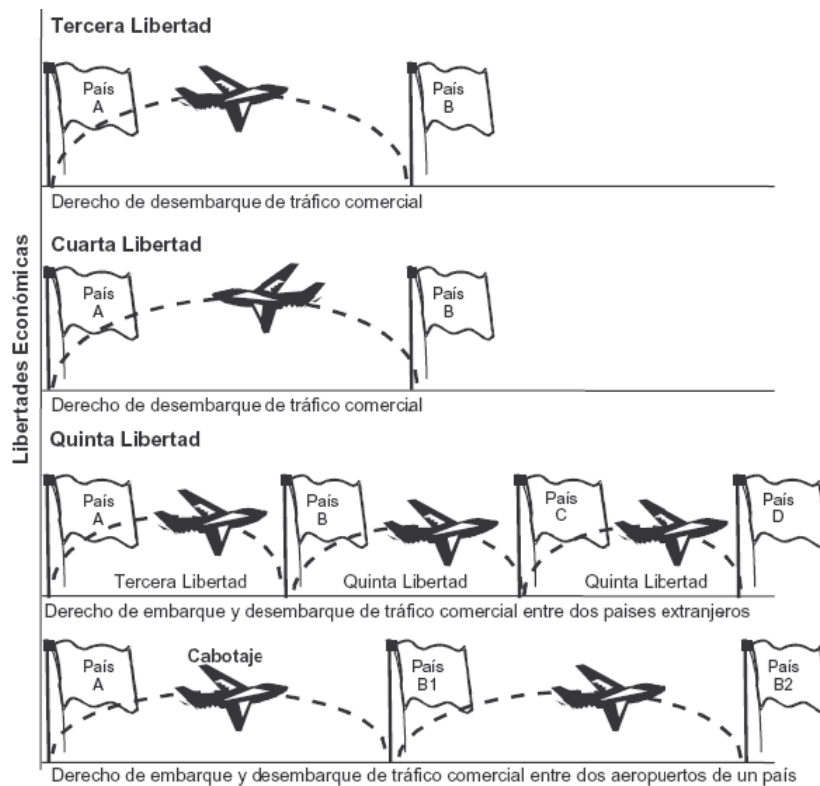 Libertades Económicas
Tercera Libertad
País
A
País
B
Derecho de desembarque de tráfico comercial
Cuarta Libertad
País
A
País
B
Derecho de desembarque de tráfico comercial
Quinta Libertad
País
A
País
B
País
C
País
D
Tercera Libertad
Quinta Libertad
Quinta Libertad
Derecho de embarque y desembarque de tráfico comercial entre dos paises extranjeros
Cabotaje
País
A
País
B1
País
B2
Derecho de embarque y desembarque de tráfico comercial entre dos aeropuertos de un país